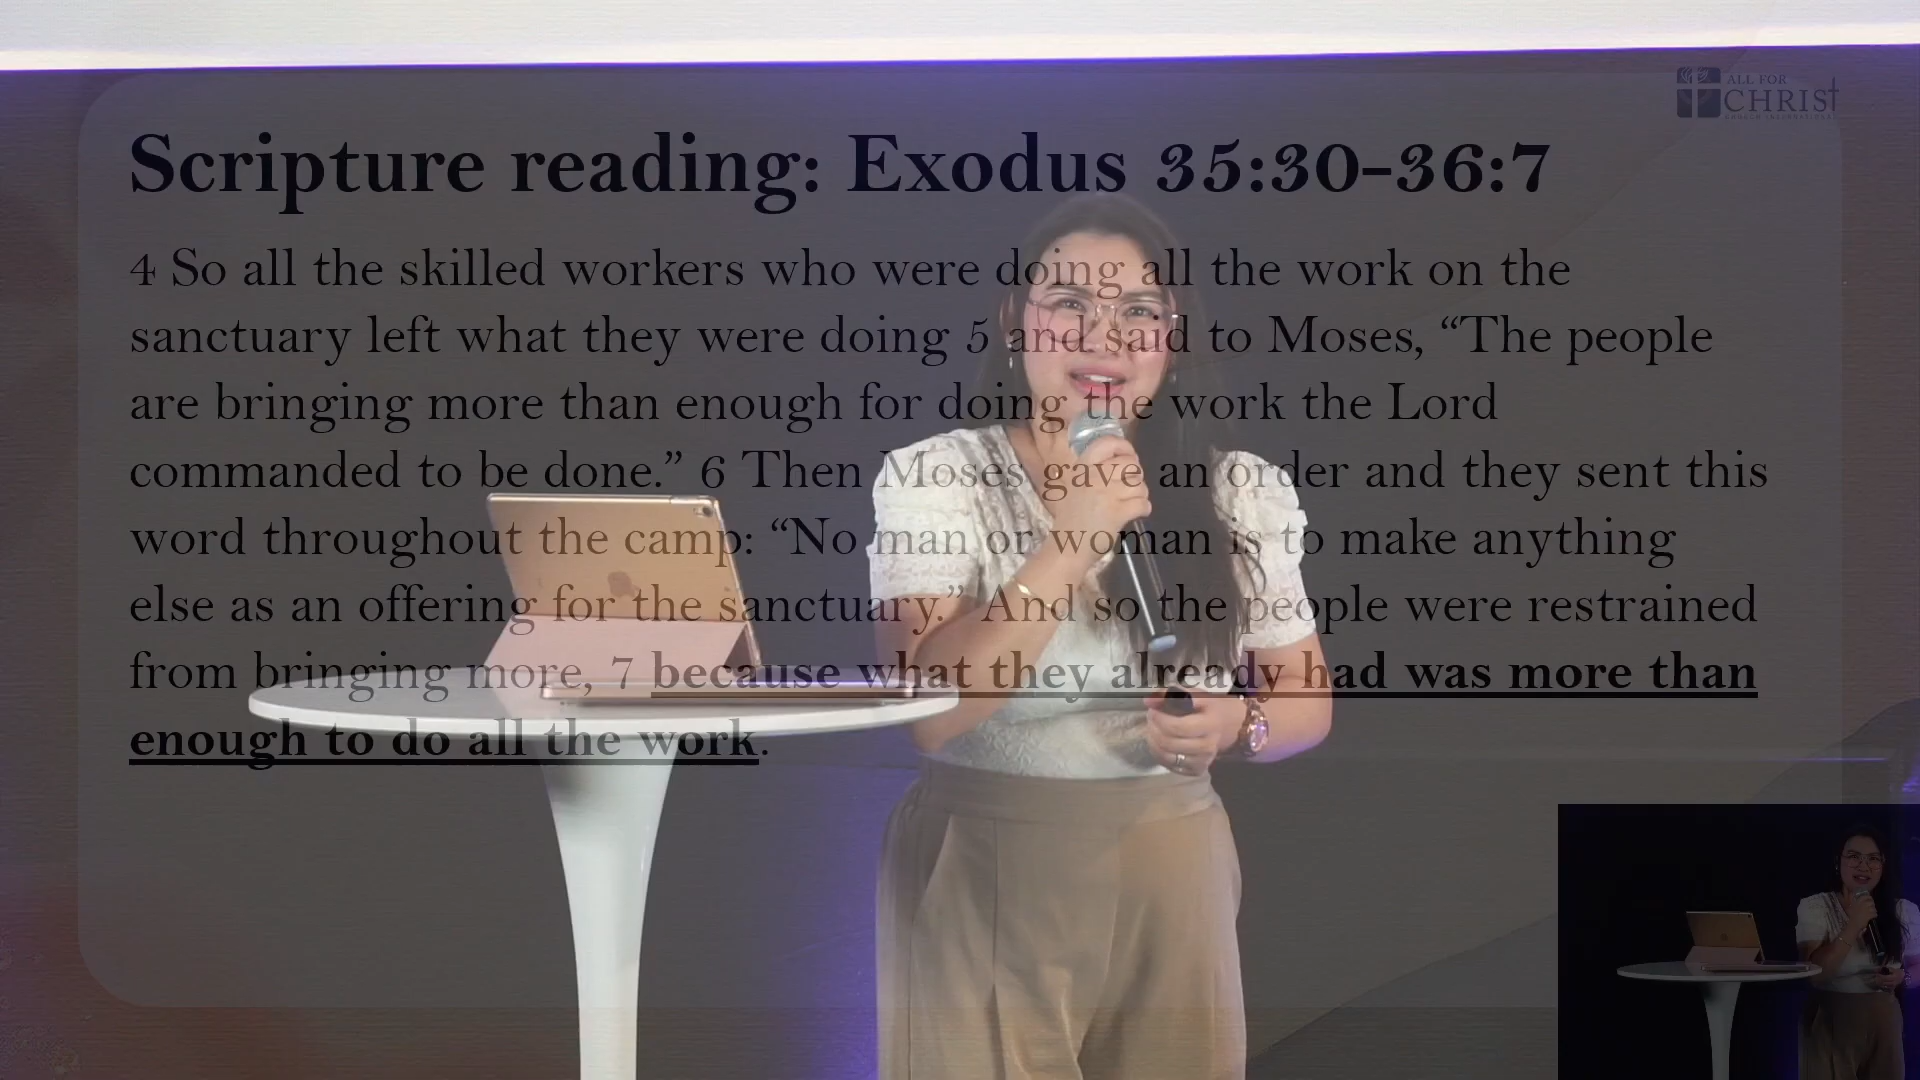 ALL FOR
CHRIST
Scripture reading: Exodus 35:30-36:7
4 So all the skilled workers who were doing all the work on the
sanctuary left what they were doing 5 and said to Moses, “The people
are bringing more than enough for doing the work the Lord
commanded to be done.” 6 Then Moses gave an order and they sent this
word throughout the camp: “No man or woman is to make anything
else as an offering for the sanctuary.” And so the people were restrained
from bringing more, 7 because what they already had was more than
enough to do all the work.